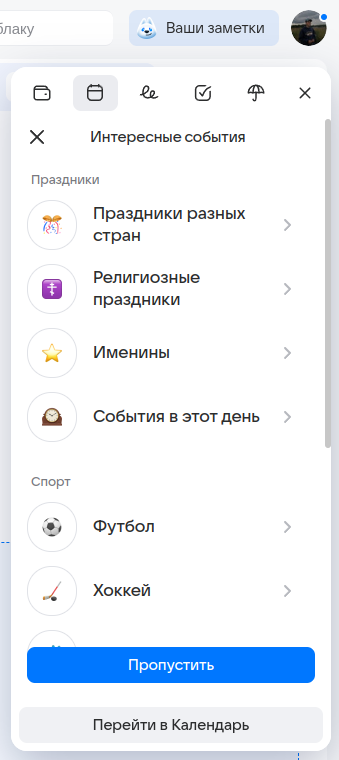 блаку
Ваши заметки
Интересные события
Праздники
Праздники разных
стран
Религиозные
праздники
Именины
События в этот день
Спорт
Футбол
Хоккей
Пропустить
Перейти в Календарь